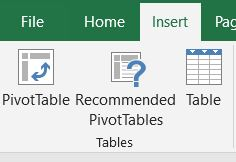 File Home Insert Pag
PivotTable Recommended Table
PivotTables
Tables